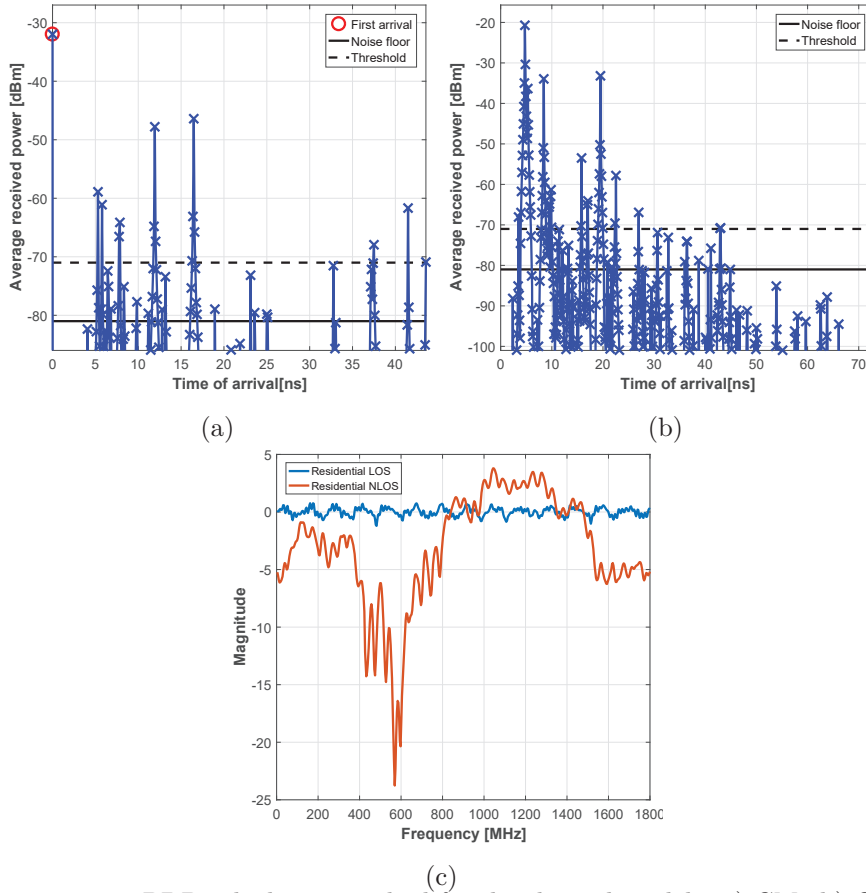 First arrival
Noise floor
Threshold
Average received power [dBm]
-30
-40
-50
-60
-70
-80
0 5 10 15 20 25 30 35 40
Time of arrival[ns]
(a)
Noise floor
Threshold
Average received power [dBm]
-20
-30
-40
-50
-60
-70
-80
-90
-100
0 10 20 30 40 50 60 70
Time of arrival[ns]
(b)
Residential LOS
Residential NLOS
Magnitude
5
0
-5
-10
-15
-20
-25
0 200 400 600 800 1000 1200 1400 1600 1800
Frequency [MHz]
(c)